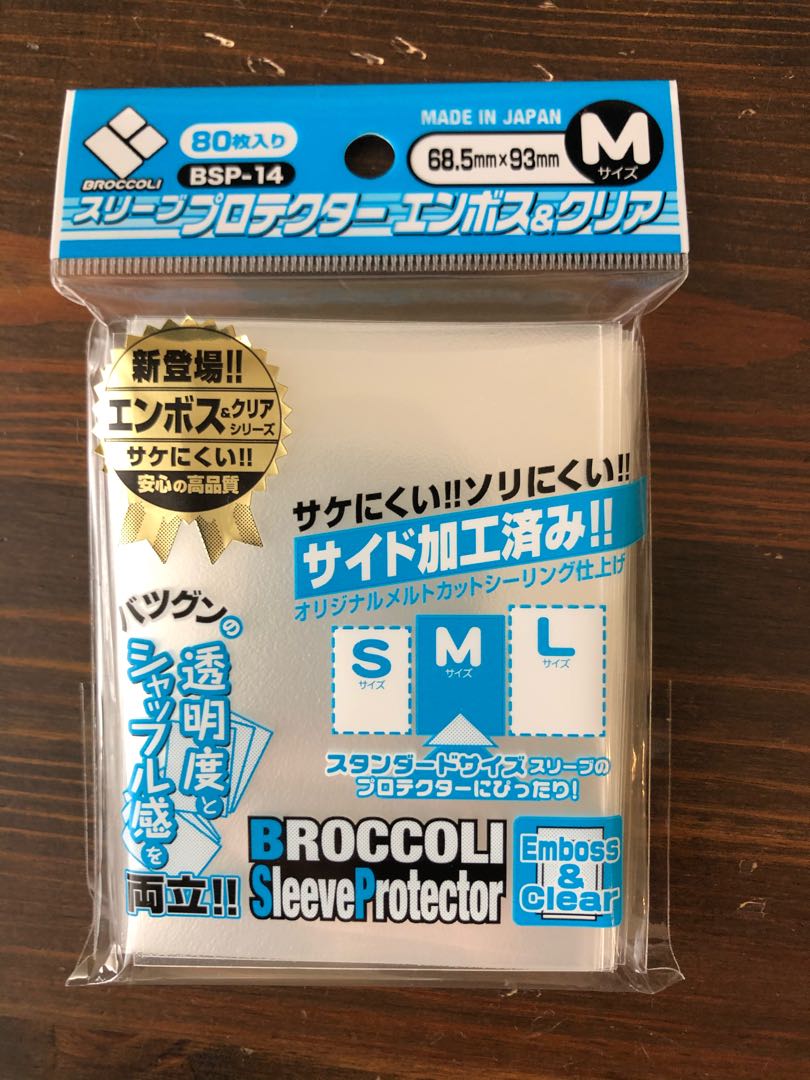 BROCCOLI
80枚入り
BSP-14
MADE IN JAPAN
68.5mm×93mm
M
サイズ
スリーブプロテクター エンボス&クリア
新登場!!
エンボス&クリア
シリーズ
サケにくい!!
安心の高品質
サケにくい!!ソリにくい!!
サイド加工済み!!
オリジナルメルトカットシーリング仕上げ
バツグンの
透明度と
シャッフル感を
両立!!
S
サイズ
M
サイズ
L
サイズ
スタンダードサイズ スリーブの
プロテクターにぴったり!
BROCCOLI
SleeveProtector
Emboss
&
Clear